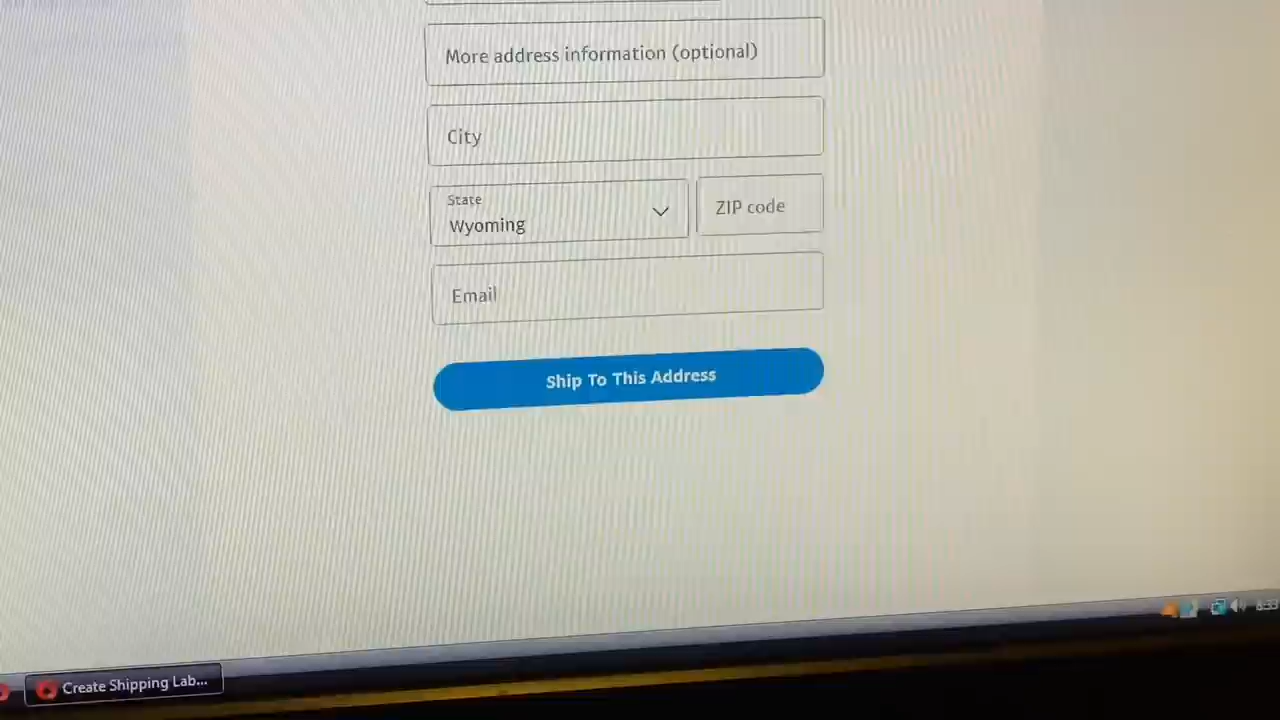 More address information (optional)
City
State
Wyoming
ZIP code
Email
Ship To This Address
Create Shipping Lab...